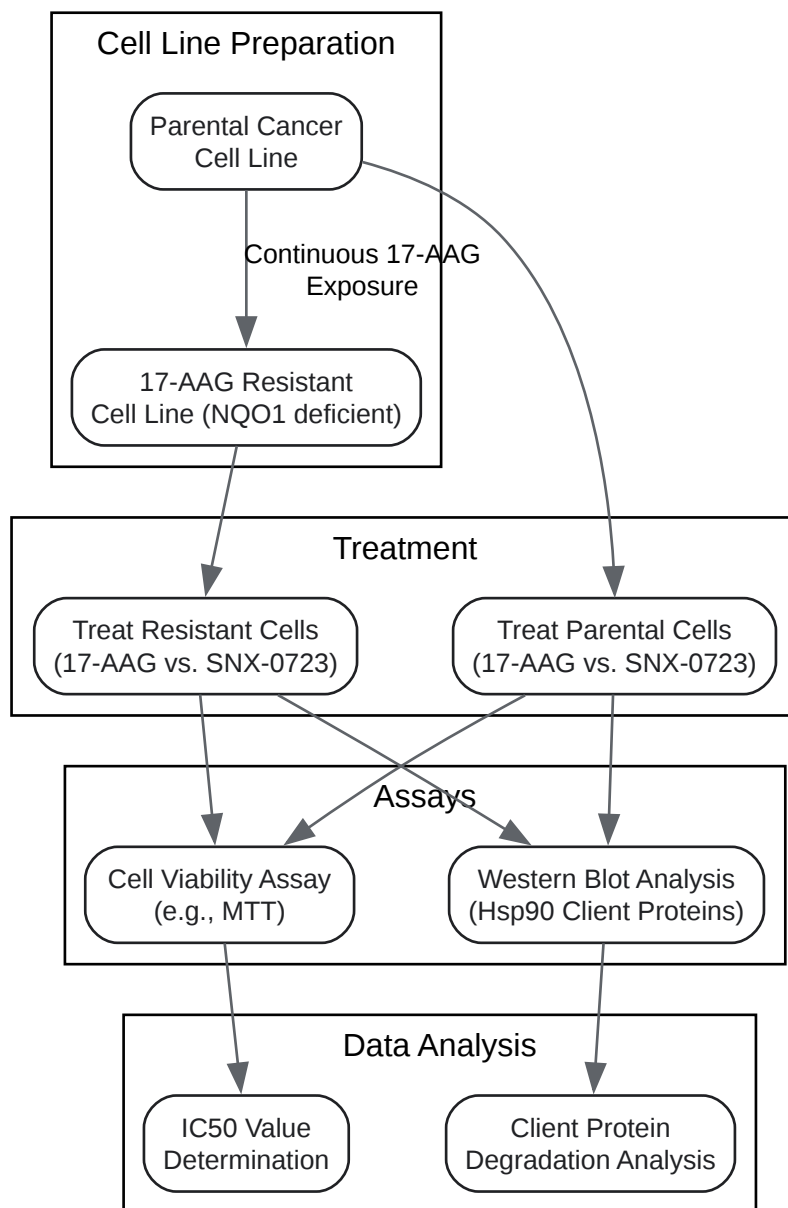 Cell Line Preparation
Parental Cancer
Cell Line
Continuous 17-AAG
Exposure
17-AAG Resistant
Cell Line (NQO1 deficient)
Treatment
Treat Resistant Cells
(17-AAG vs. SNX-0723)
Treat Parental Cells
(17-AAG vs. SNX-0723)
Assays
Cell Viability Assay
(e.g., MTT)
Western Blot Analysis
(Hsp90 Client Proteins)
Data Analysis
IC50 Value
Determination
Client Protein
Degradation Analysis